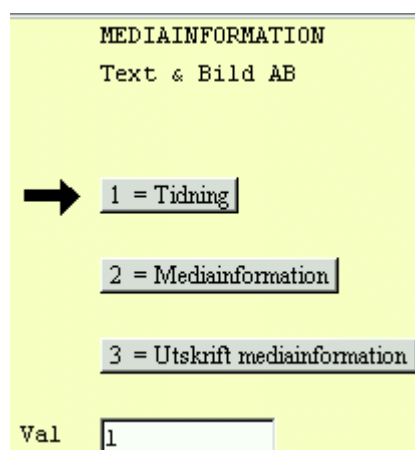 MEDIAINFORMATION
Text & Bild AB
1 = Tidning
2 = Mediainformation
3 = Utskrift mediainformation
Val 1